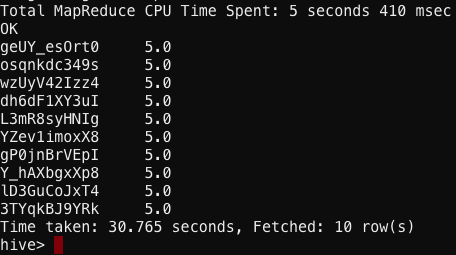 Total MapReduce CPU Time Spent: 5 seconds 410 msec
OK
geUY_esOrt0     5.0
osqnkdc349s     5.0
wzUyV42Izz4     5.0
dh6dF1XY3uI     5.0
L3mR8syHNIg     5.0
YZev1imoxX8     5.0
gP0jnBrVEpI     5.0
Y_hAXbgxXp8     5.0
lD3GuCoJxT4     5.0
3TYqkBJ9YRk     5.0
Time taken: 30.765 seconds, Fetched: 10 row(s)
hive>